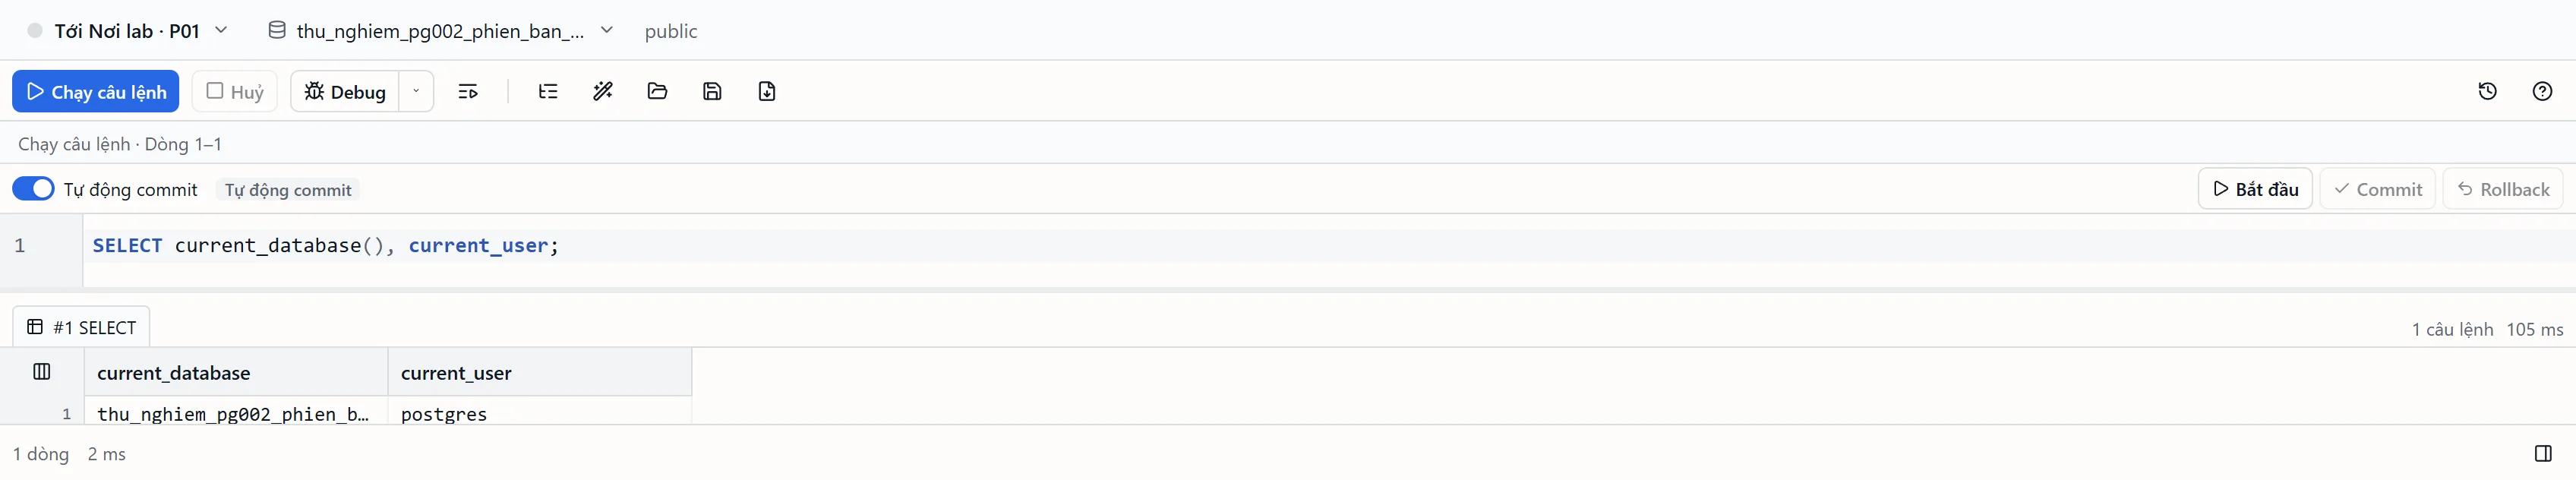 Tới Nơi lab · P01 thu_nghiem_pg002_phien_ban_... public
Chạy câu lệnh Huỷ Debug
Chạy câu lệnh · Dòng 1–1
Tự động commit Tự động commit Bắt đầu Commit Rollback
1 SELECT current_database(), current_user;
#1 SELECT 1 câu lệnh 105 ms
current_database current_user
1 thu_nghiem_pg002_phien_b… postgres
1 dòng 2 ms